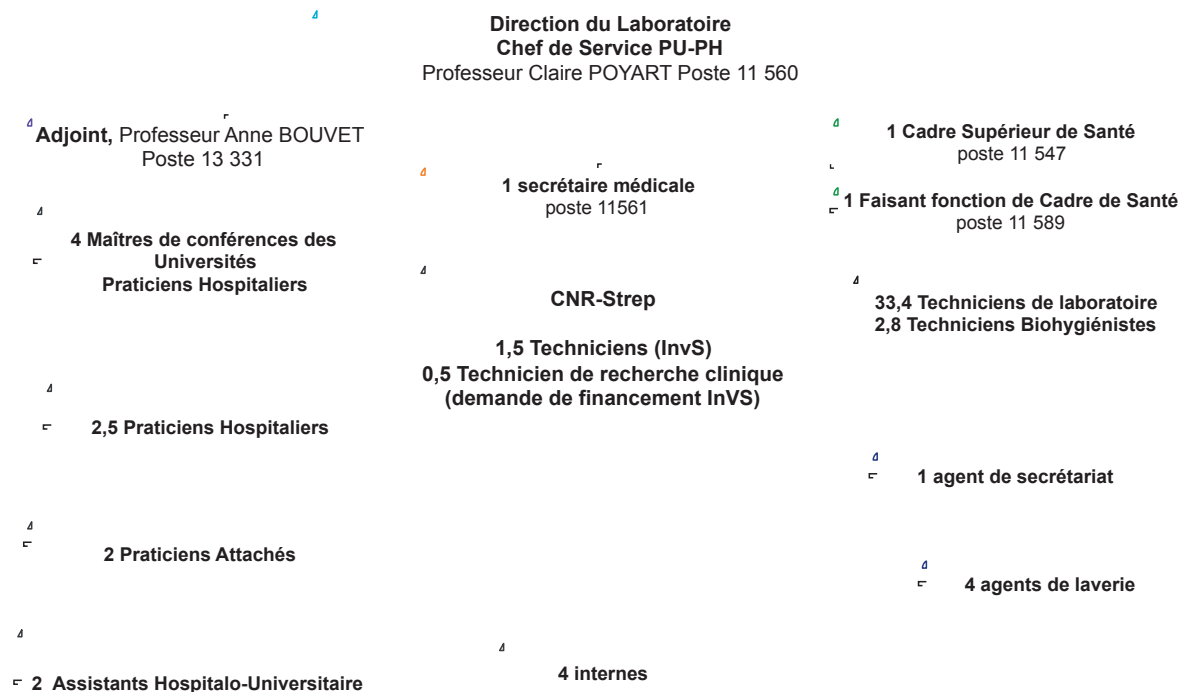 Direction du Laboratoire
Chef de Service PU-PH
Professeur Claire POYART Poste 11 560
Adjoint, Professeur Anne BOUVET
Poste 13 331
4 Maîtres de conférences des
Universités
Praticiens Hospitaliers
2,5 Praticiens Hospitaliers
2 Praticiens Attachés
2 Assistants Hospitalo-Universitaire
1 secrétaire médicale
poste 11561
CNR-Strep
1,5 Techniciens (InvS)
0,5 Technicien de recherche clinique
(demande de financement InVS)
4 internes
1 Cadre Supérieur de Santé
poste 11 547
1 Faisant fonction de Cadre de Santé
poste 11 589
33,4 Techniciens de laboratoire
2,8 Techniciens Biohygiénistes
1 agent de secrétariat
4 agents de laverie